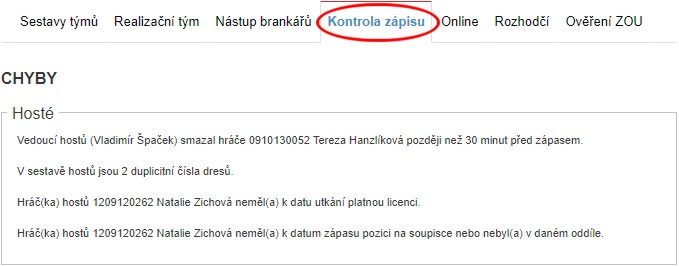 Sestavy týmů Realizační tým Nástup brankářů Kontrola zápisu Online Rozhodčí Ověření ZOU
CHYBY
Hosté
Vedoucí hostů (Vladimír Špaček) smazal hráče 0910130052 Tereza Hanzlíková později než 30 minut před zápasem.
V sestavě hostů jsou 2 duplicitní čísla dresů.
Hráč(ka) hostů 1209120262 Natalie Zichová neměl(a) k datu utkání platnou licenci.
Hráč(ka) hostů 1209120262 Natalie Zichová neměl(a) k datum zápasu pozici na soupisce nebo nebyl(a) v daném oddíle.